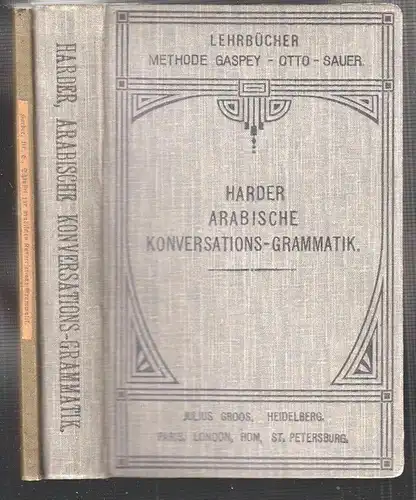 LEHRBÜCHER
METHODE GASPEY - OTTO - SAUER.
HARDER
ARABISCHE
KONVERSATIONS-GRAMMATIK.
JULIUS GROOS, HEIDELBERG.
PARIS, LONDON, ROM, ST. PETERSBURG.
HARDER, ARABISCHE KONVERSATIONS-GRAMMATIK.